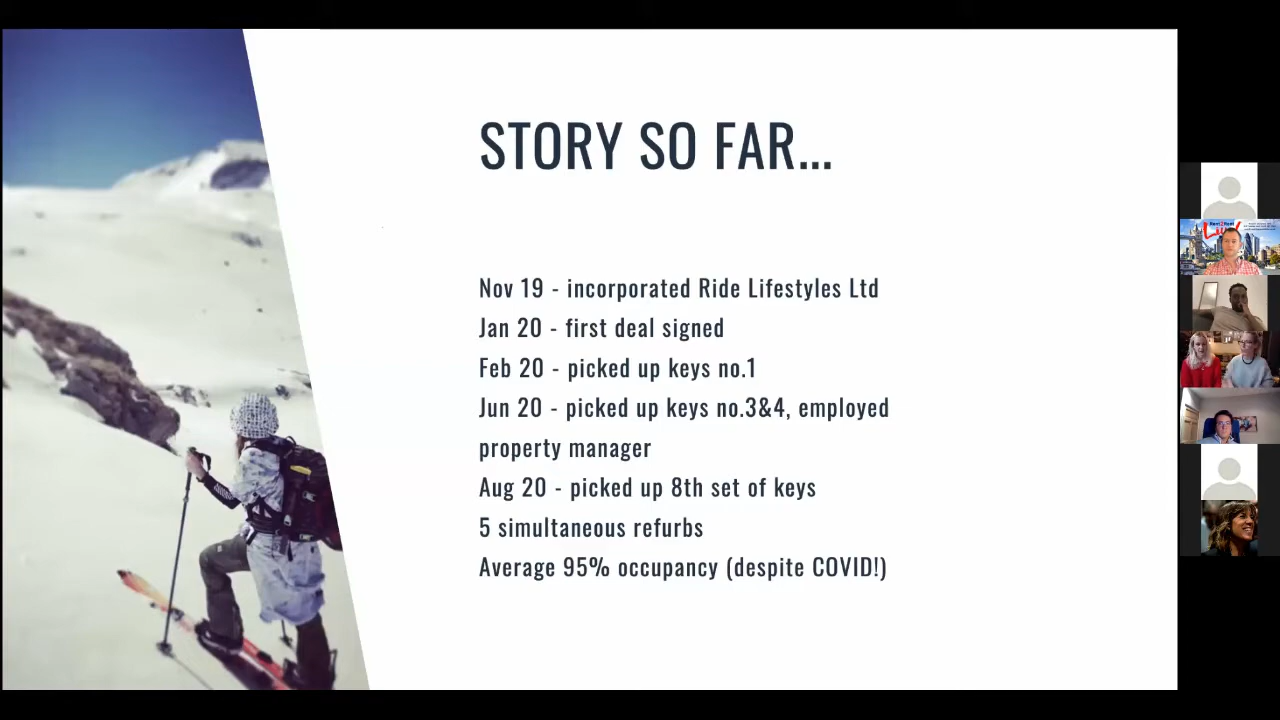 STORY SO FAR...
Nov 19 - incorporated Ride Lifestyles Ltd
Jan 20 - first deal signed
Feb 20 - picked up keys no.1
Jun 20 - picked up keys no.3&4, employed
property manager
Aug 20 - picked up 8th set of keys
5 simultaneous refurbs
Average 95% occupancy (despite COVID!)
Live!